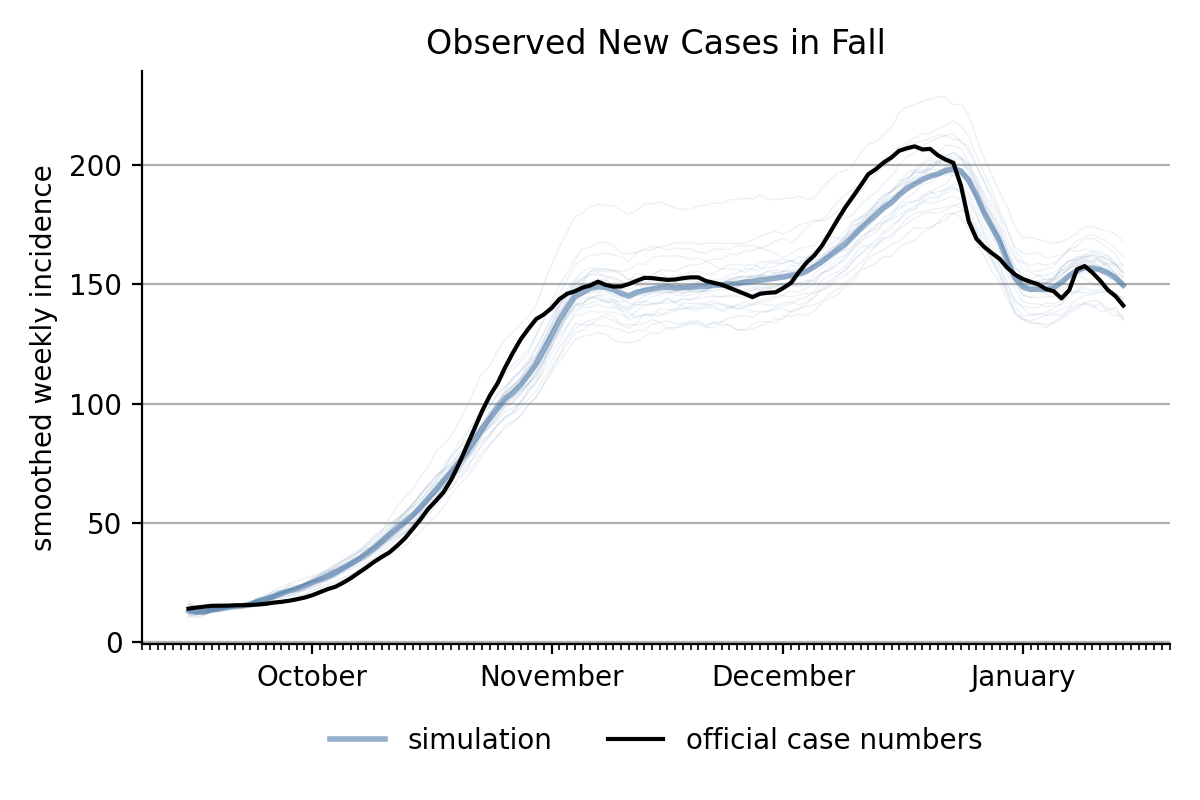 Observed New Cases in Fall
smoothed weekly incidence
200
150
100
50
0
October November December January
simulation official case numbers